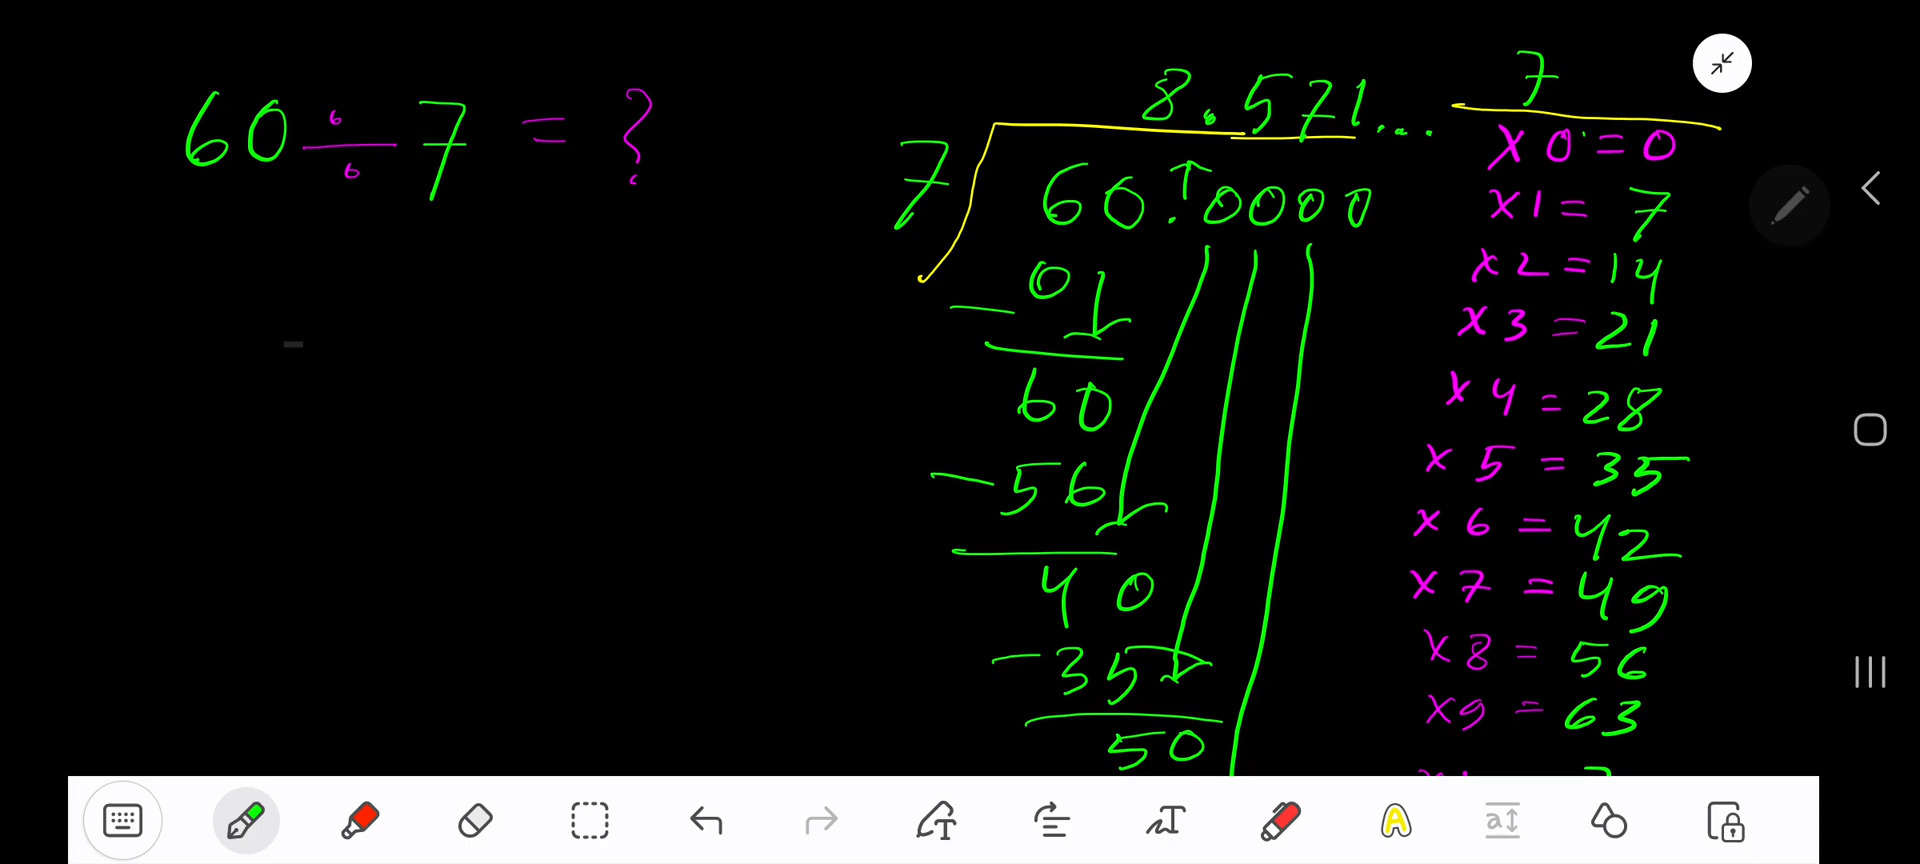 60 ÷ 7 = ?
8.571...
7 60.0000
- 0
60
- 56
40
- 35
50
7
x 0 = 0
x 1 = 7
x 2 = 14
x 3 = 21
x 4 = 28
x 5 = 35
x 6 = 42
x 7 = 49
x 8 = 56
x 9 = 63